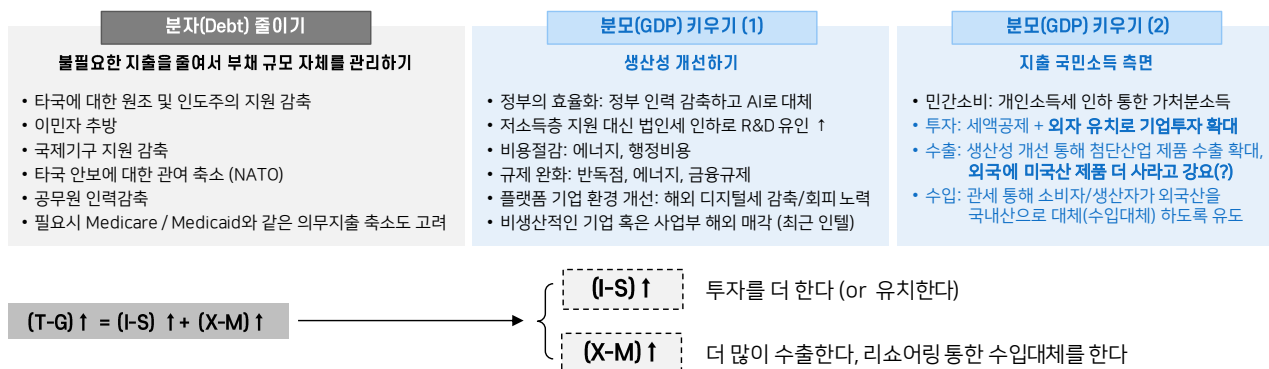 분자(Debt) 줄이기
불필요한 지출을 줄여서 부채 규모 자체를 관리하기
• 타국에 대한 원조 및 인도주의 지원 감축
• 이민자 추방
• 국제기구 지원 감축
• 타국 안보에 대한 관여 축소 (NATO)
• 공무원 인력감축
• 필요시 Medicare / Medicaid와 같은 의무지출 축소도 고려
분모(GDP) 키우기 (1)
생산성 개선하기
• 정부의 효율화: 정부 인력 감축하고 AI로 대체
• 저소득층 지원 대신 법인세 인하로 R&D 유인 ↑
• 비용절감: 에너지, 행정비용
• 규제 완화: 반독점, 에너지, 금융규제
• 플랫폼 기업 환경 개선: 해외 디지털세 감축/회피 노력
• 비생산적인 기업 혹은 사업부 해외 매각 (최근 인텔)
분모(GDP) 키우기 (2)
지출 국민소득 측면
• 민간소비: 개인소득세 인하 통한 가처분소득
• 투자: 세액공제 + 외자 유치로 기업투자 확대
• 수출: 생산성 개선 통해 첨단산업 제품 수출 확대,
외국에 미국산 제품 더 사라고 강요(?)
• 수입: 관세 통해 소비자/생산자가 외국산을
국내산으로 대체(수입대체) 하도록 유도
(T-G)↑ = (I-S) ↑+ (X-M)↑
(I-S)↑
투자를 더 한다 (or 유치한다)
(X-M)↑
더 많이 수출한다, 리쇼어링 통한 수입대체를 한다